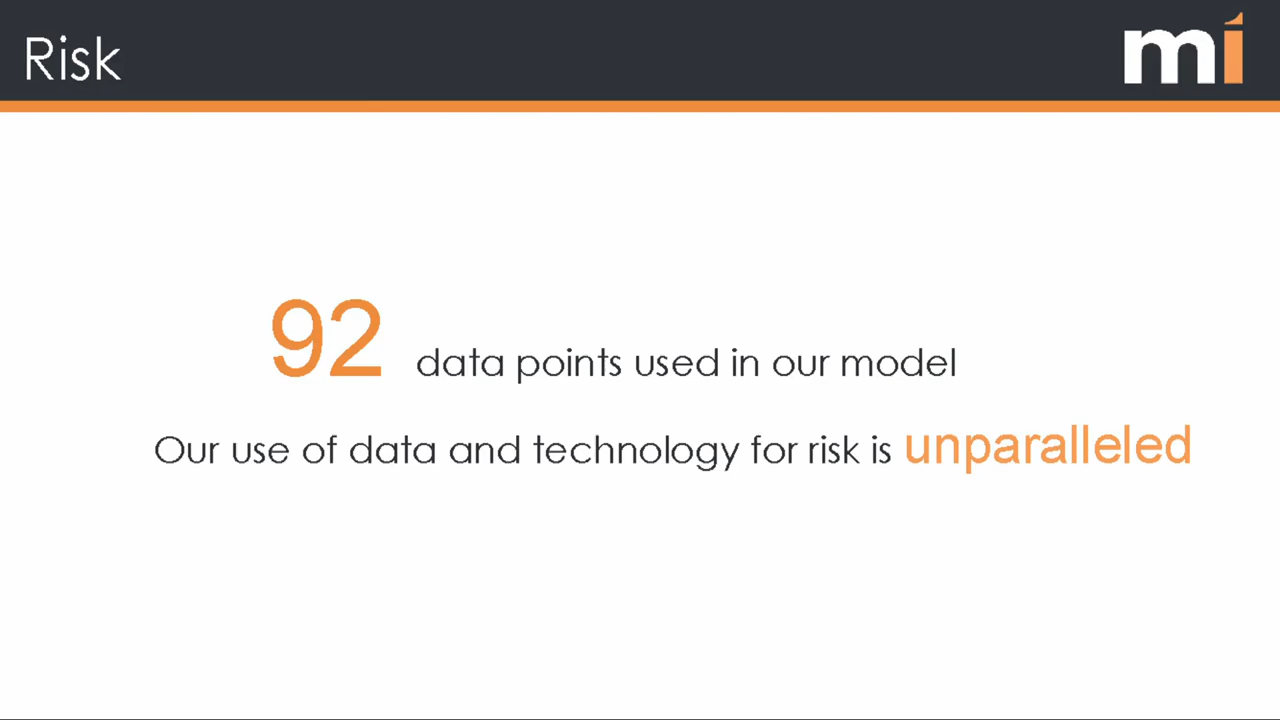 Risk
mi
92 data points used in our model
Our use of data and technology for risk is unparalleled